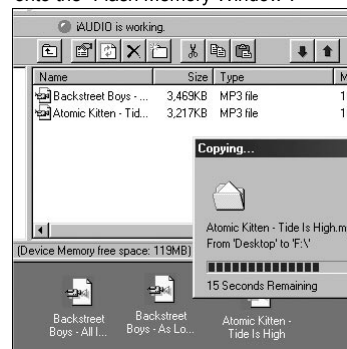 onto the "Flash Memory Window".
iAUDIO is working.
Name Size Type M
Backstreet Boys - ... 3,469KB MP3 file 1
Atomic Kitten - Tid... 3,217KB MP3 file 1
Copying...
Atomic Kitten - Tide Is High.m
From 'Desktop' to 'F:\'
15 Seconds Remaining
(Device Memory free space: 119MB)
Backstreet
Boys - All I...
Backstreet
Boys - As Lo...
Atomic Kitten -
Tide Is High